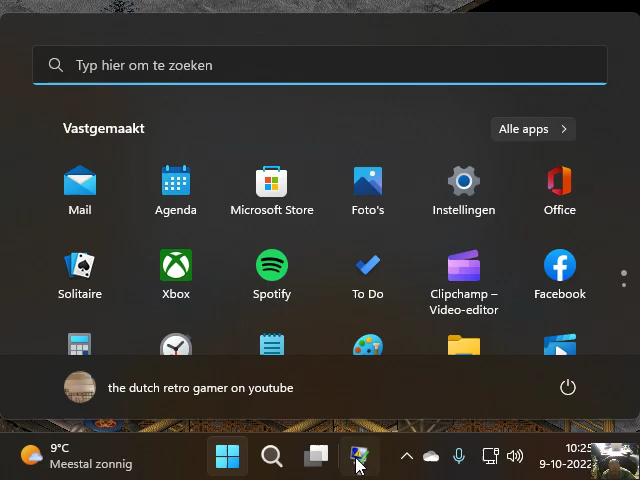 Typ hier om te zoeken
Vastgemaakt
Alle apps
Mail
Agenda
Microsoft Store
Foto's
Instellingen
Office
Solitaire
Xbox
Spotify
To Do
Clipchamp –
Video-editor
Facebook
the dutch retro gamer on youtube
9°C
Meestal zonnig
10:25
9-10-2022